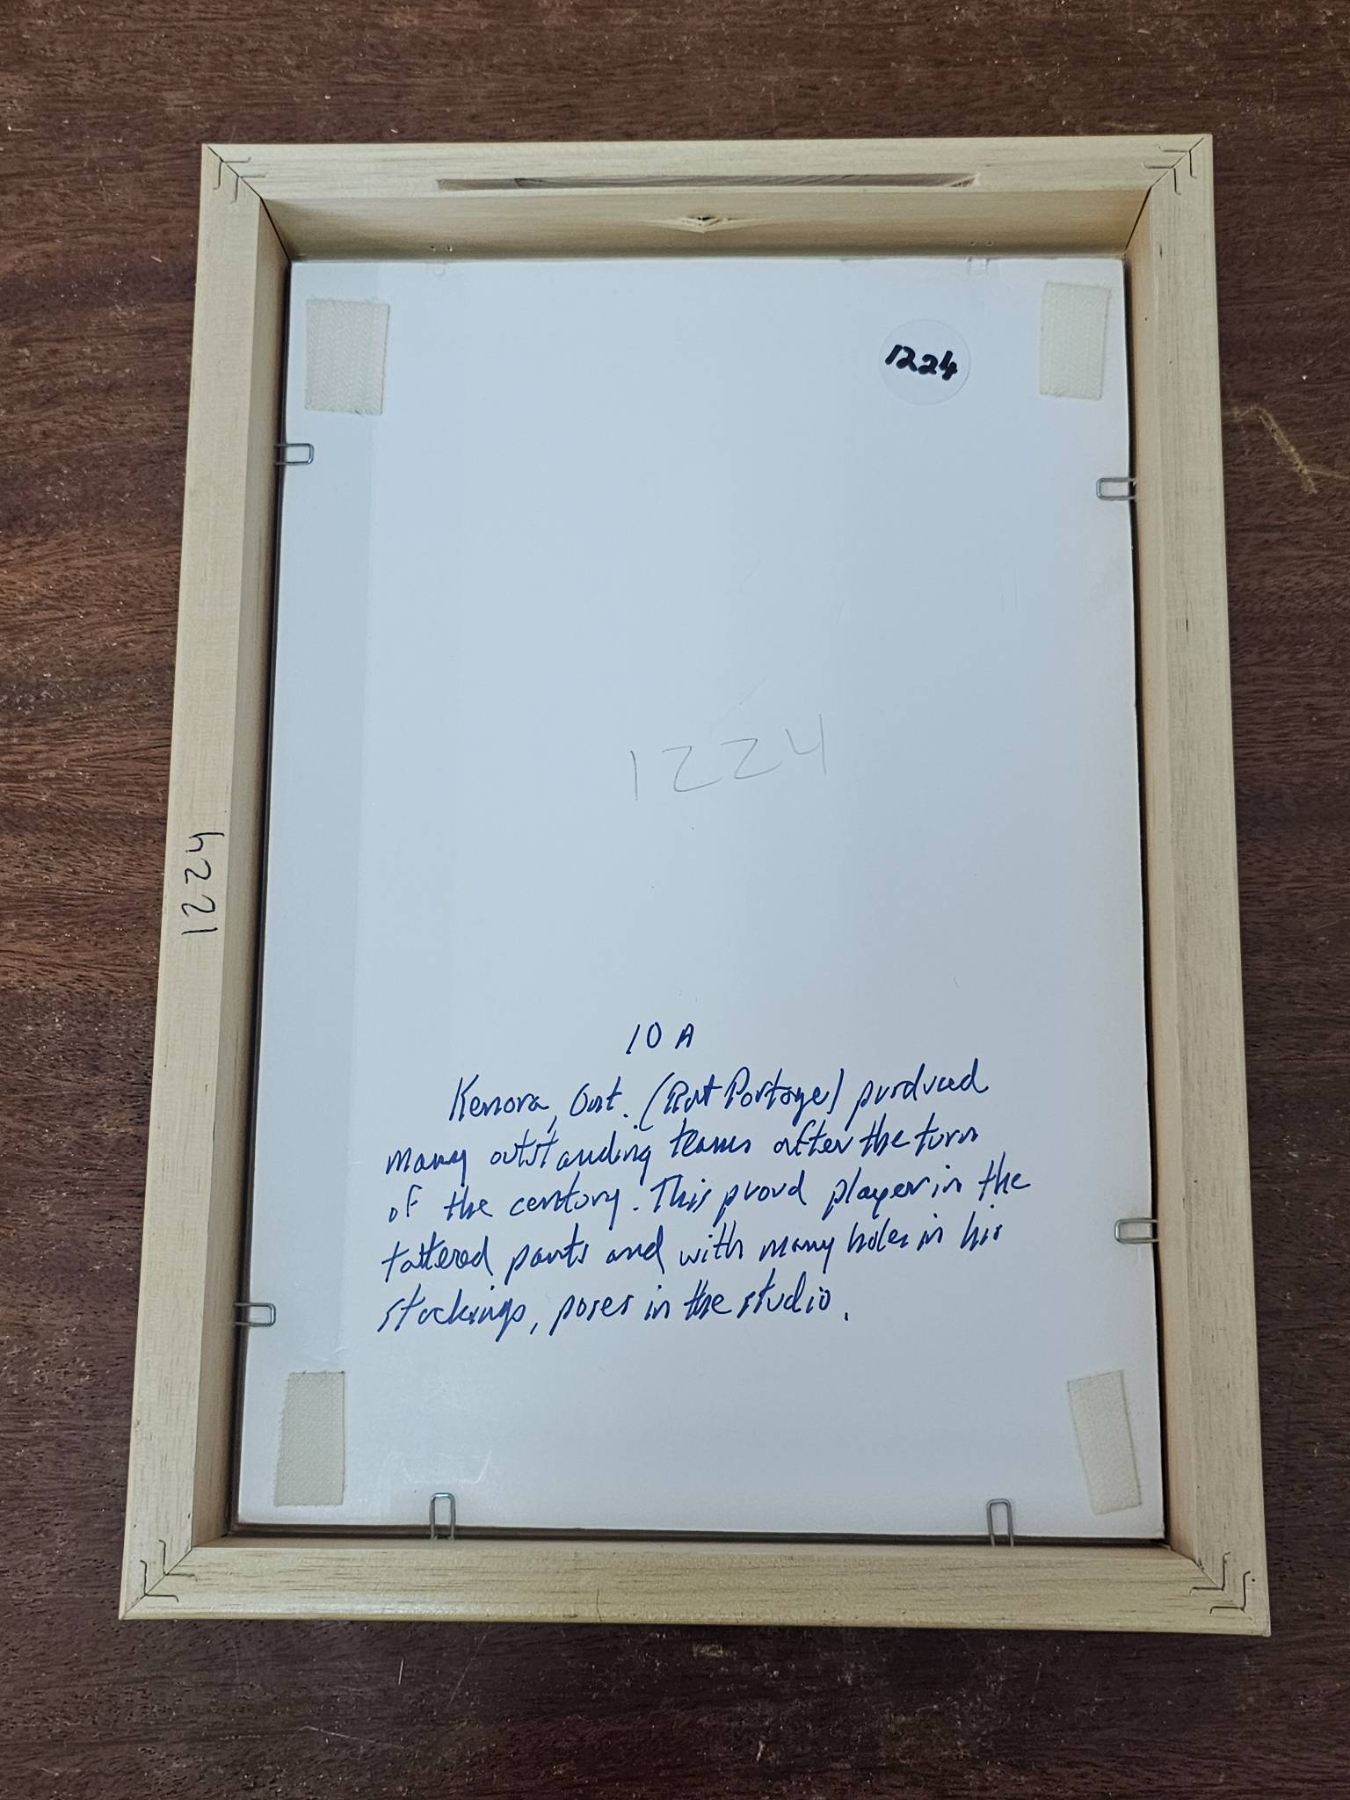 1224
1224
1224
10 A
Kenora, Ont. (Rat Portage) produced
many outstanding teams after the turn
of the century. This proud player in the
tattered pants and with many holes in his
stockings, poses in the studio.